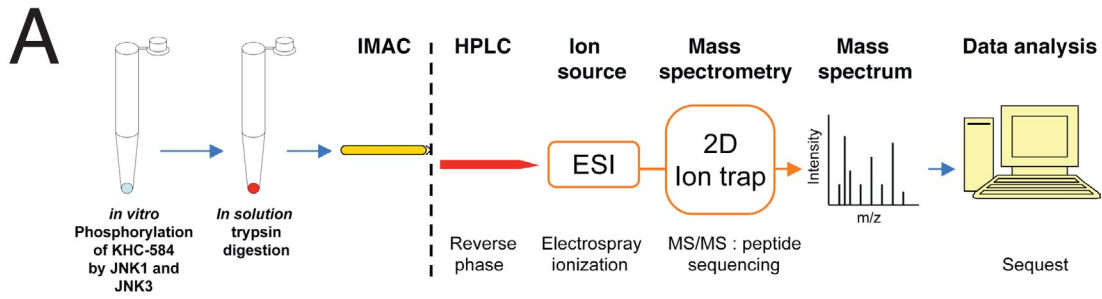 A
IMAC
HPLC
Ion
source
Mass
spectrometry
Mass
spectrum
Data analysis
ESI
2D
Ion trap
Intensity
m/z
in vitro
Phosphorylation
of KHC-584
by JNK1 and
JNK3
In solution
trypsin
digestion
Reverse
phase
Electrospray
ionization
MS/MS : peptide
sequencing
Sequest